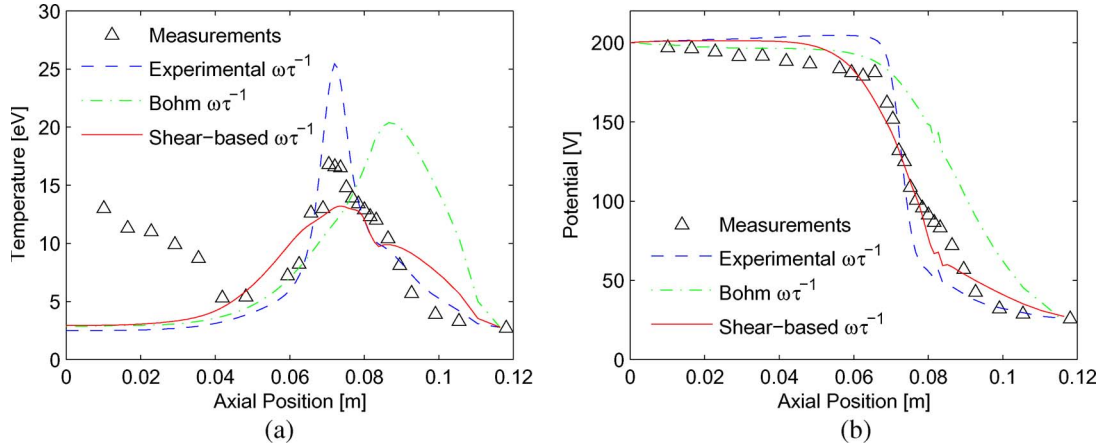 30
25
20
15
10
5
0
Temperature [eV]
Measurements
Experimental ωτ⁻¹
Bohm ωτ⁻¹
Shear−based ωτ⁻¹
0 0.02 0.04 0.06 0.08 0.1 0.12
Axial Position [m]
(a)
200
150
100
50
0
Potential [V]
Measurements
Experimental ωτ⁻¹
Bohm ωτ⁻¹
Shear−based ωτ⁻¹
0 0.02 0.04 0.06 0.08 0.1 0.12
Axial Position [m]
(b)